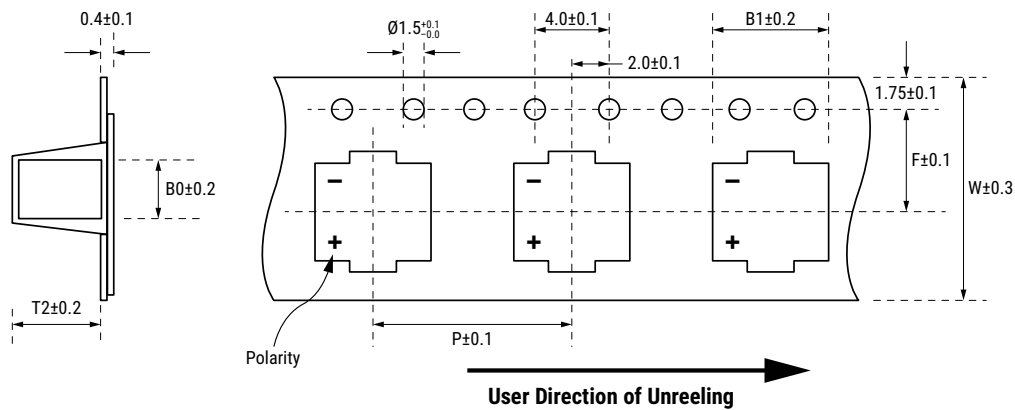 0.4±0.1
Ø1.5+0.1-0.0
4.0±0.1
B1±0.2
2.0±0.1
1.75±0.1
B0±0.2
F±0.1
W±0.3
−
−
−
+
+
+
T2±0.2
P±0.1
Polarity
User Direction of Unreeling